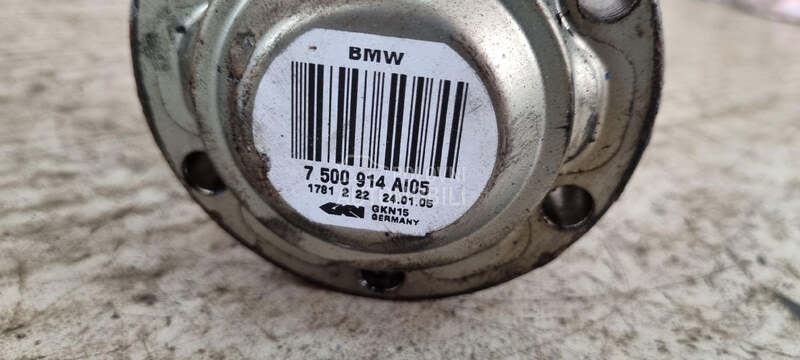 BMW
7 500 914 AI05
1781 2 22 24.01.05
GKN GKN15
GERMANY